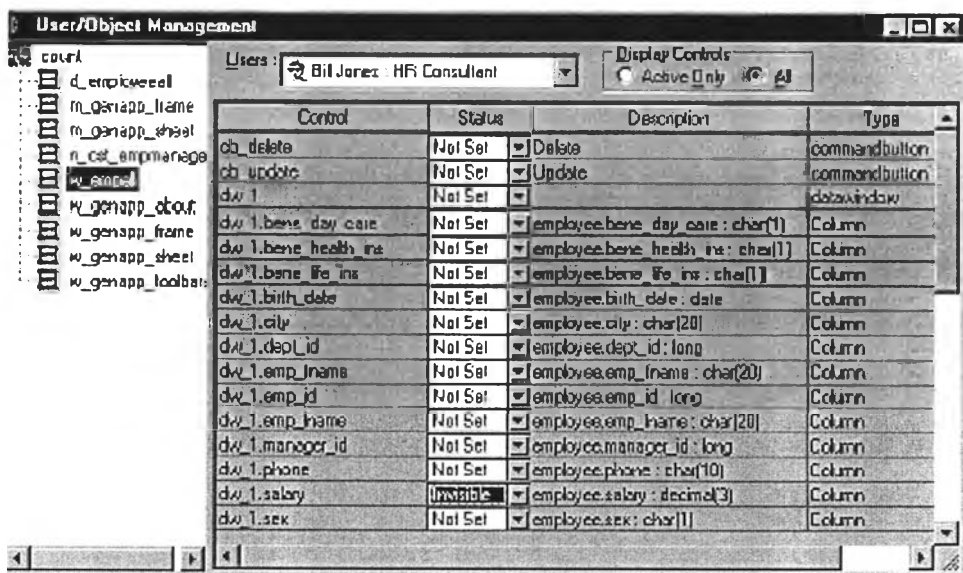 User/Object Management
count
d_employeeall
m_genapp_frame
m_genapp_sheet
n_cst_empmanage
w_genapp_about
w_genapp_frame
w_genapp_sheet
w_genapp_toolbars
Users : Bill Jones : HR Consultant
Display Controls
Active Only All
Control Status Description Type
cb_delete Not Set Delete commandbutton
cb_update Not Set Update commandbutton
dw_1 Not Set datawindow
dw_1.bene_day_care Not Set employee.bene_day_care : char(1) Column
dw_1.bene_health_ins Not Set employee.bene_health_ins : char(1) Column
dw_1.bene_life_ins Not Set employee.bene_life_ins : char(1) Column
dw_1.birth_date Not Set employee.birth_date : date Column
dw_1.city Not Set employee.city : char(20) Column
dw_1.dept_id Not Set employee.dept_id : long Column
dw_1.emp_fname Not Set employee.emp_fname : char(20) Column
dw_1.emp_id Not Set employee.emp_id : long Column
dw_1.emp_lname Not Set employee.emp_lname : char(20) Column
dw_1.manager_id Not Set employee.manager_id : long Column
dw_1.phone Not Set employee.phone : char(10) Column
dw_1.salary Invisible employee.salary : decimal(3) Column
dw_1.sex Not Set employee.sex : char(1) Column